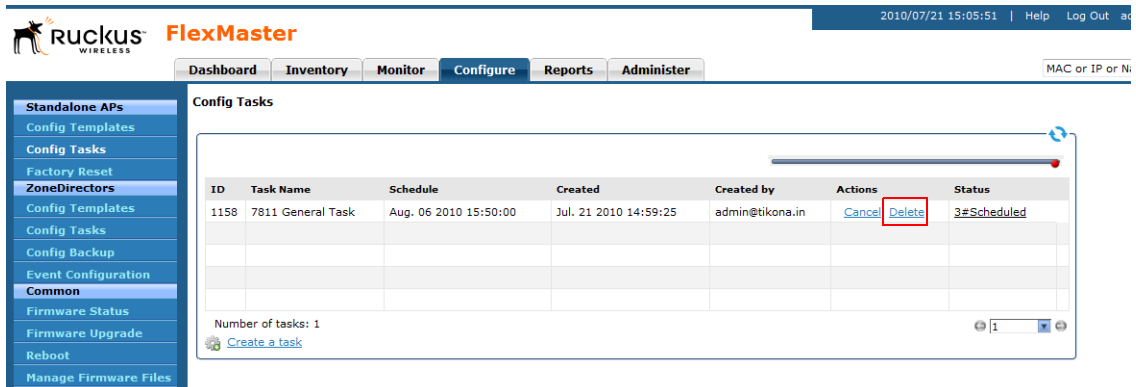 2010/07/21 15:05:51 | Help Log Out
RUCKUS WIRELESS FlexMaster
Dashboard Inventory Monitor Configure Reports Administer
MAC or IP or
Standalone APs
Config Templates
Config Tasks
Factory Reset
ZoneDirectors
Config Templates
Config Tasks
Config Backup
Event Configuration
Common
Firmware Status
Firmware Upgrade
Reboot
Manage Firmware Files
Config Tasks
ID Task Name Schedule Created Created by Actions Status
1158 7811 General Task Aug. 06 2010 15:50:00 Jul. 21 2010 14:59:25 admin@tikona.in Cancel Delete 3#Scheduled
Number of tasks: 1
1
Create a task